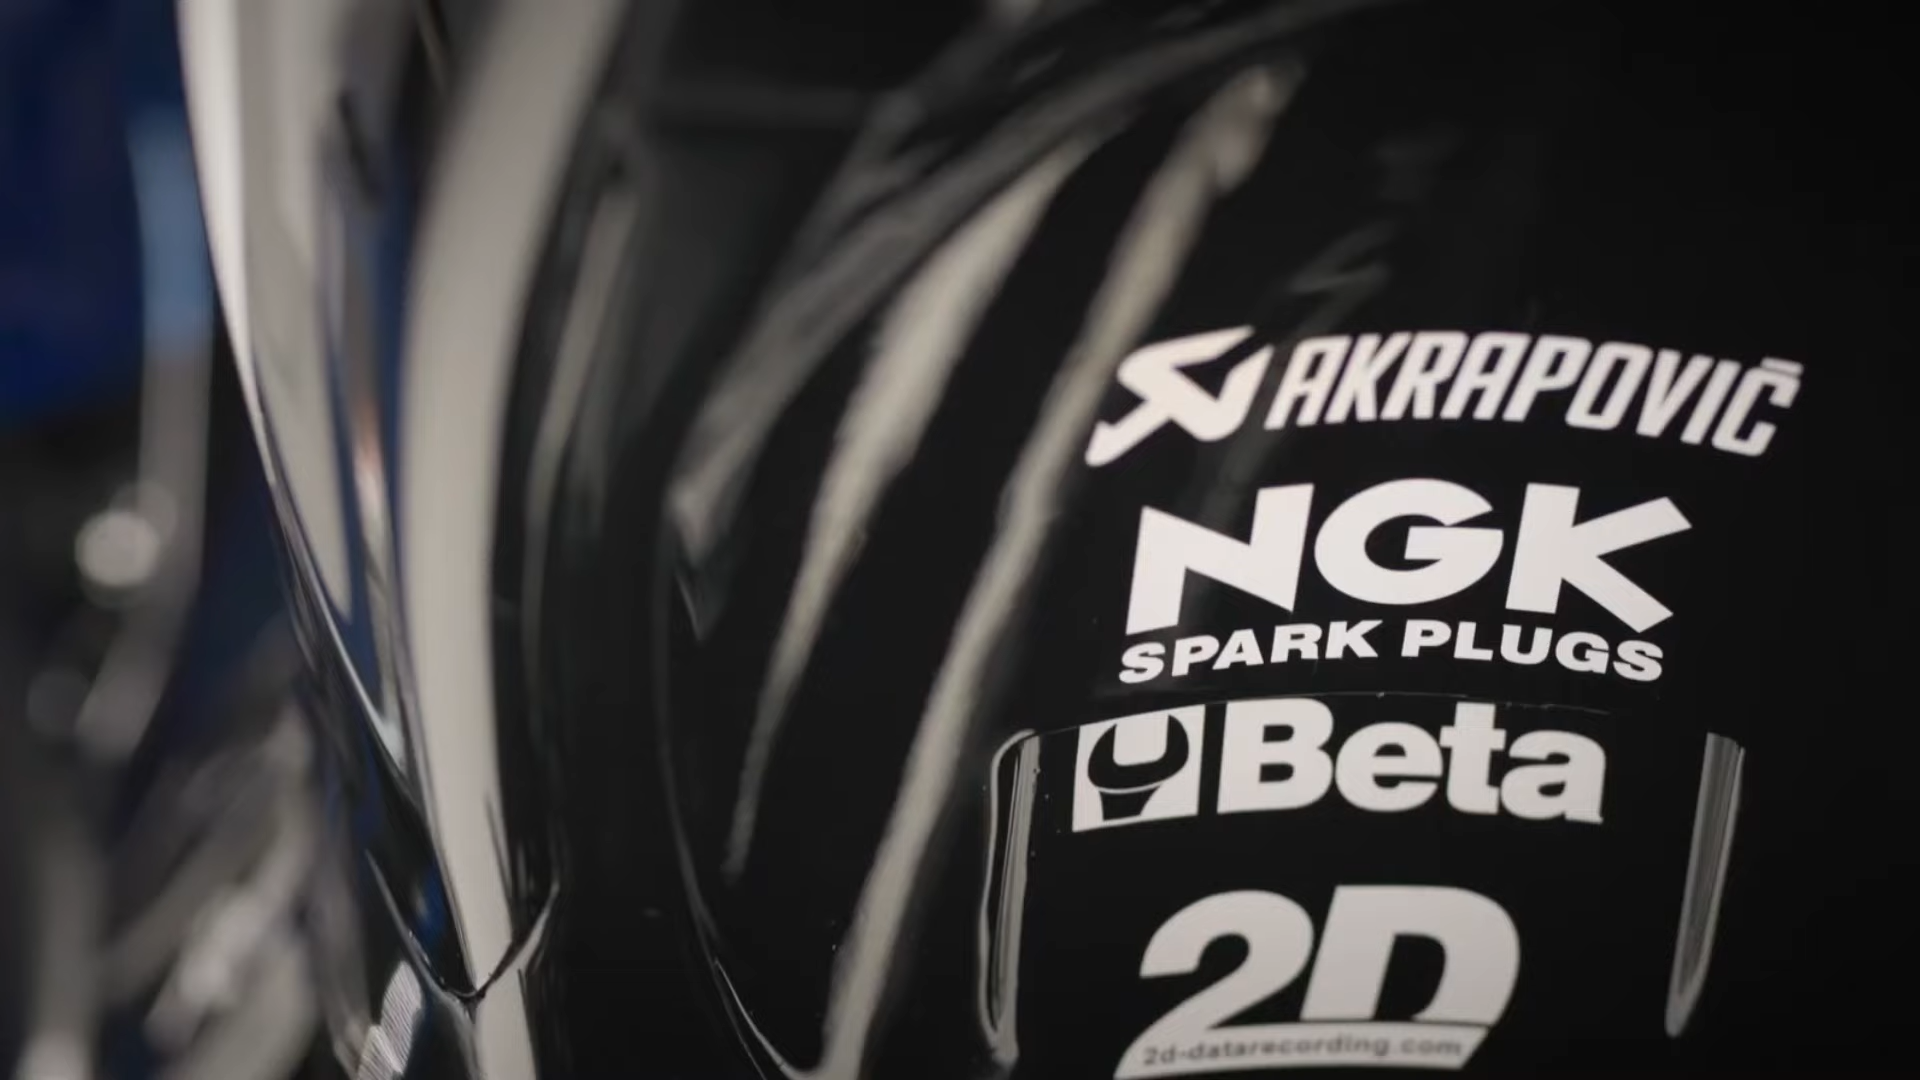 AKRAPOVIČ
NGK
SPARK PLUGS
Beta
2D
2d-datarecording.com